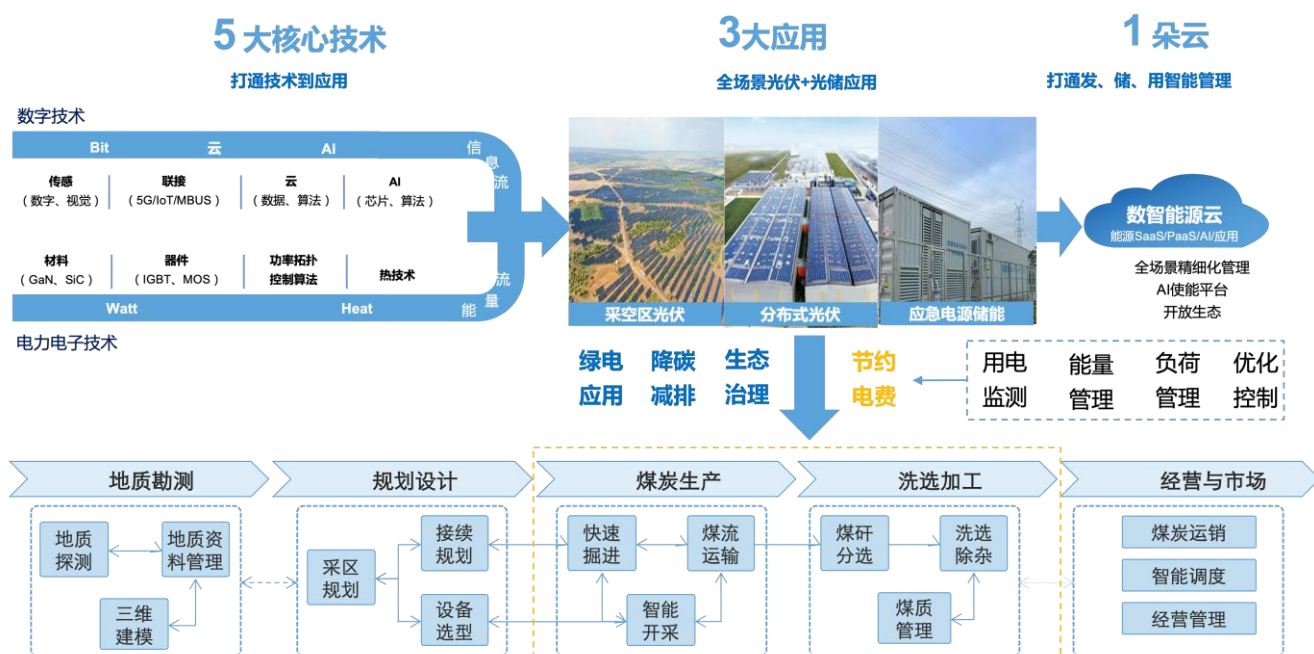 5 大核心技术
3大应用
1 朵云
打通技术到应用
全场景光伏+光储应用
打通发、储、用智能管理
数字技术
Bit
云
AI
信息流
传感
（数字、视觉）
联接
（5G/IoT/MBUS）
云
（数据、算法）
AI
（芯片、算法）
材料
（GaN、SiC）
器件
（IGBT、MOS）
功率拓扑
控制算法
热技术
Watt
Heat
能量流
电力电子技术
采空区光伏
分布式光伏
应急电源储能
数智能源云
能源SaaS/PaaS/AI/应用
全场景精细化管理
AI使能平台
开放生态
绿电
应用
降碳
减排
生态
治理
节约
电费
用电
监测
能量
管理
负荷
管理
优化
控制
地质勘测
规划设计
煤炭生产
洗选加工
经营与市场
地质
探测
地质资
料管理
三维
建模
采区
规划
接续
规划
设备
选型
快速
掘进
煤流
运输
智能
开采
煤矸
分选
洗选
除杂
煤质
管理
煤炭运销
智能调度
经营管理